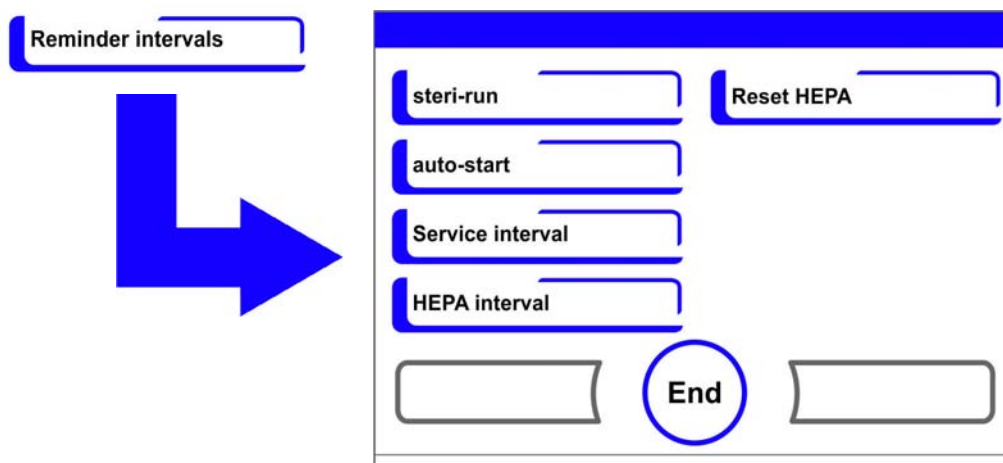 Reminder intervals
steri-run
Reset HEPA
auto-start
Service interval
HEPA interval
End